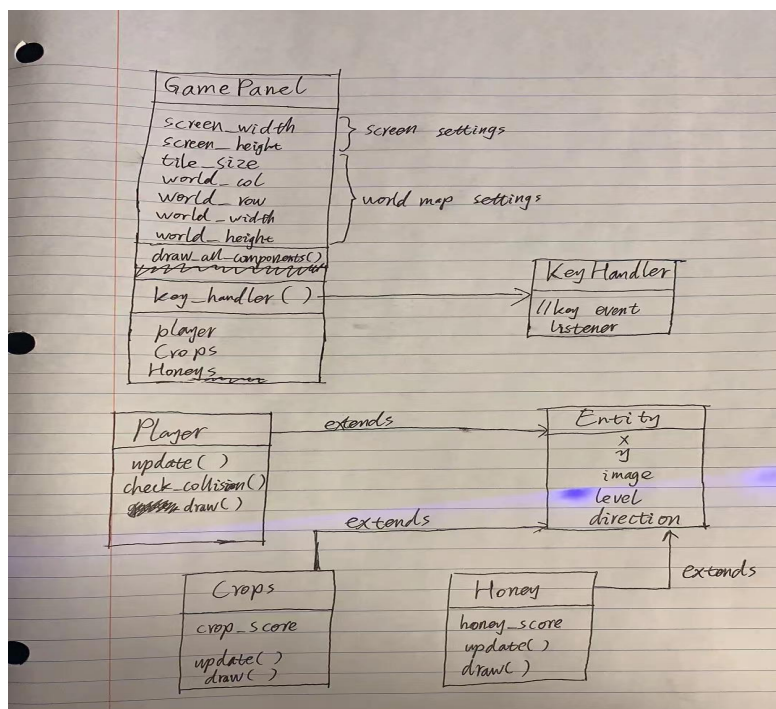 GamePanel
screen_width
screen_height
} screen settings
tile_size
world_col
world_row
world_width
world_height
} world map settings
draw_all_components()
key_handler()
player
Crops
Honeys
KeyHandler
//key event
listener
Player
update()
check_collision()
draw()
extends
Entity
x
y
image
level
direction
extends
Crops
crop_score
update()
draw()
Honey
honey_score
update()
draw()
extends